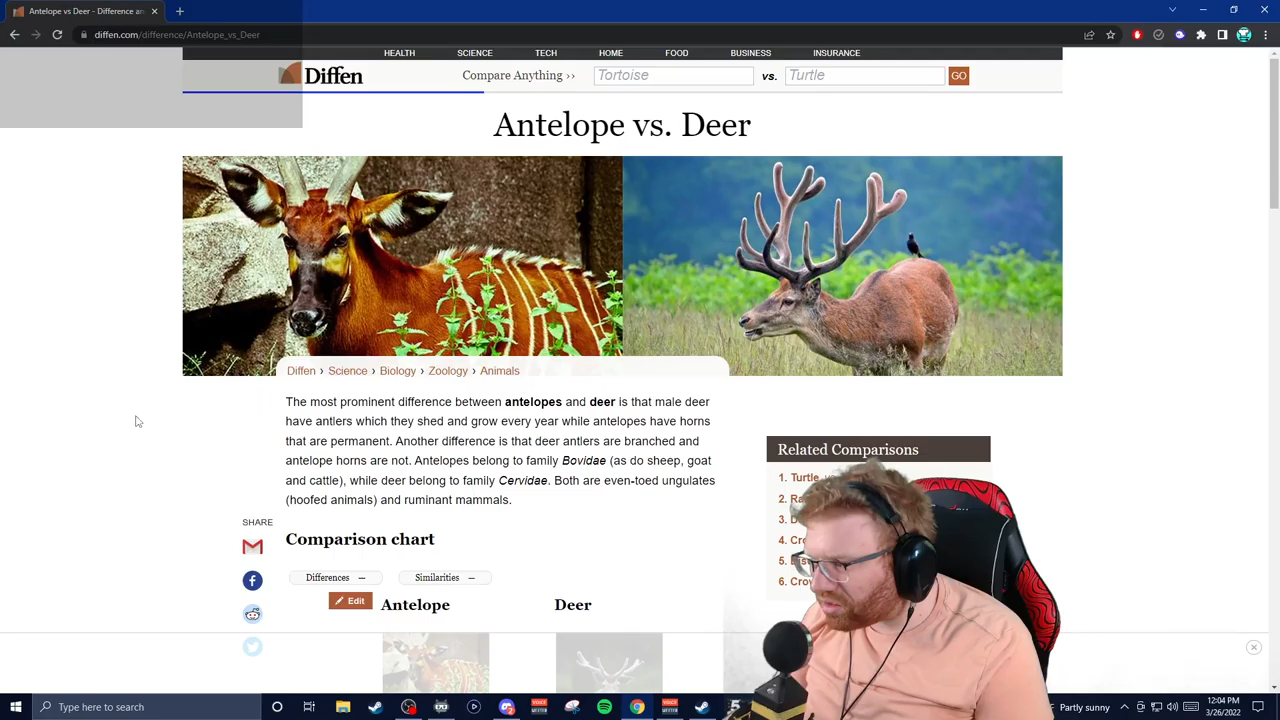 Antelope vs Deer - Difference an
diffen.com/difference/Antelope_vs_Deer
HEALTH SCIENCE TECH HOME FOOD BUSINESS INSURANCE
Diffen Compare Anything ›› Tortoise vs. Turtle GO
Antelope vs. Deer
Diffen › Science › Biology › Zoology › Animals
The most prominent difference between antelopes and deer is that male deer
have antlers which they shed and grow every year while antelopes have horns
that are permanent. Another difference is that deer antlers are branched and
antelope horns are not. Antelopes belong to family Bovidae (as do sheep, goat
and cattle), while deer belong to family Cervidae. Both are even-toed ungulates
(hoofed animals) and ruminant mammals.
Related Comparisons
1. Turtle
2.
3.
4.
5.
6.
SHARE
Comparison chart
Differences – Similarities –
Edit Antelope Deer
Type here to search
Partly sunny
12:04 PM
3/26/2022